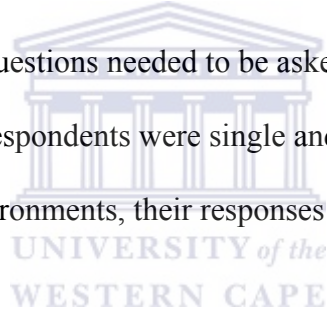 uestions needed to be aske
espondents were single and
ronments, their responses
UNIVERSITY of the
WESTERN CAPE